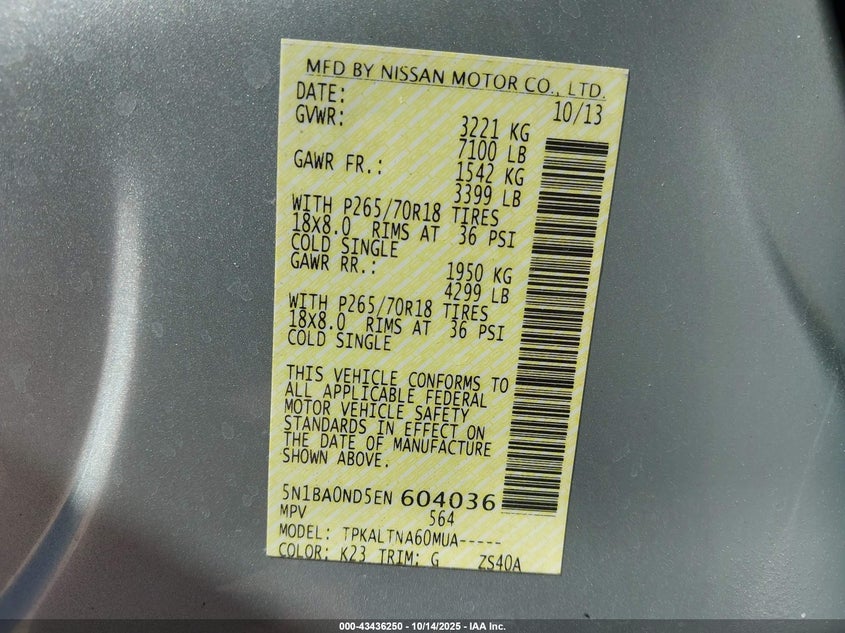 MFD BY NISSAN MOTOR CO., LTD.
DATE: 10/13
GVWR: 3221 KG
7100 LB
GAWR FR.: 1542 KG
3399 LB
WITH P265/70R18 TIRES
18X8.0 RIMS AT 36 PSI
COLD SINGLE
GAWR RR.: 1950 KG
4299 LB
WITH P265/70R18 TIRES
18X8.0 RIMS AT 36 PSI
COLD SINGLE
THIS VEHICLE CONFORMS TO
ALL APPLICABLE FEDERAL
MOTOR VEHICLE SAFETY
STANDARDS IN EFFECT ON
THE DATE OF MANUFACTURE
SHOWN ABOVE.
5N1BA0ND5EN 604036
MPV 564
MODEL: TPKALTNA60MUA-----
COLOR: K23 TRIM: G ZS40A
000-43436250 - 10/14/2025 - IAA Inc.